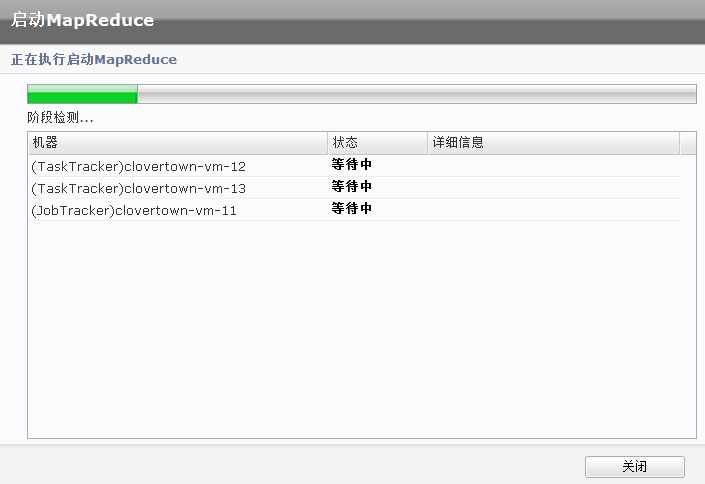 启动MapReduce
正在执行启动MapReduce
阶段检测...
机器 状态 详细信息
(TaskTracker)clovertown-vm-12 等待中
(TaskTracker)clovertown-vm-13 等待中
(JobTracker)clovertown-vm-11 等待中
关闭